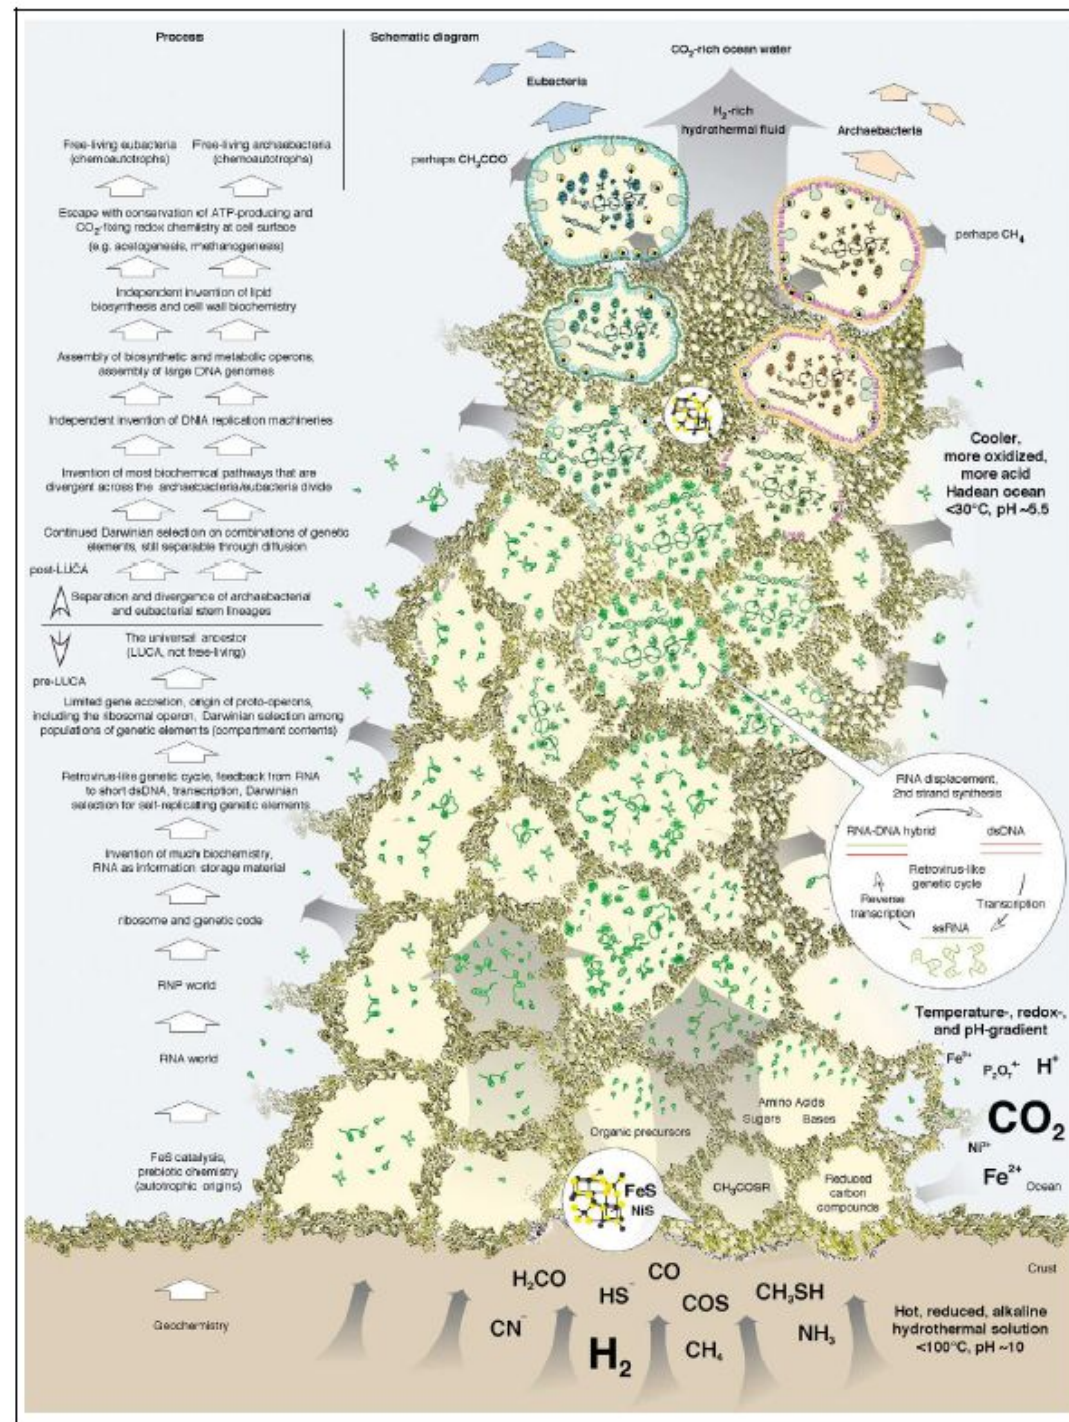 Process
Schematic diagram
CO₂-rich ocean water
Eubacteria
H₂-rich
hydrothermal fluid
Archaebacteria
perhaps CH₃COO⁻
perhaps CH₄
Free-living eubacteria
(chemoautotrophs)
Free-living archaebacteria
(chemoautotrophs)
Escape with conservation of ATP-producing and
CO₂-fixing redox chemistry at cell surface
(e.g. acetogenesis, methanogenesis)
Independent invention of lipid
biosynthesis and cell wall biochemistry
Assembly of biosynthetic and metabolic operons,
assembly of large DNA genomes
Independent invention of DNA replication machineries
Invention of most biochemical pathways that are
divergent across the archaebacteria/eubacteria divide
Continued Darwinian selection on combinations of genetic
elements, still separable through diffusion
post-LUCA
Separation and divergence of archaebacterial
and eubacterial stem lineages
The universal ancestor
(LUCA, not free-living)
pre-LUCA
Limited gene accretion, origin of proto-operons,
including the ribosomal operon, Darwinian selection among
populations of genetic elements (compartment contents)
Retrovirus-like genetic cycle, feedback from RNA
to short dsDNA, transcription, Darwinian
selection for self-replicating genetic elements
Invention of much biochemistry,
RNA as information storage material
ribosome and genetic code
RNP world
RNA world
FeS catalysis,
prebiotic chemistry
(autotrophic origins)
Geochemistry
Cooler,
more oxidized,
more acid
Hadean ocean
<30°C, pH ~5.5
RNA displacement,
2nd strand synthesis
RNA-DNA hybrid
dsDNA
Retrovirus-like
genetic cycle
Reverse
transcription
Transcription
ssRNA
Temperature-, redox-,
and pH-gradient
Fe³⁺
P₂O₇⁴⁻
H⁺
CO₂
Ni²⁺
Fe²⁺
Ocean
Amino Acids
Sugars
Bases
Organic precursors
CH₃COSR
Reduced
carbon
compounds
FeS
NiS
Crust
H₂CO
HS⁻
CO
COS
CH₃SH
CN⁻
H₂
CH₄
NH₃
Hot, reduced, alkaline
hydrothermal solution
<100°C, pH ~10